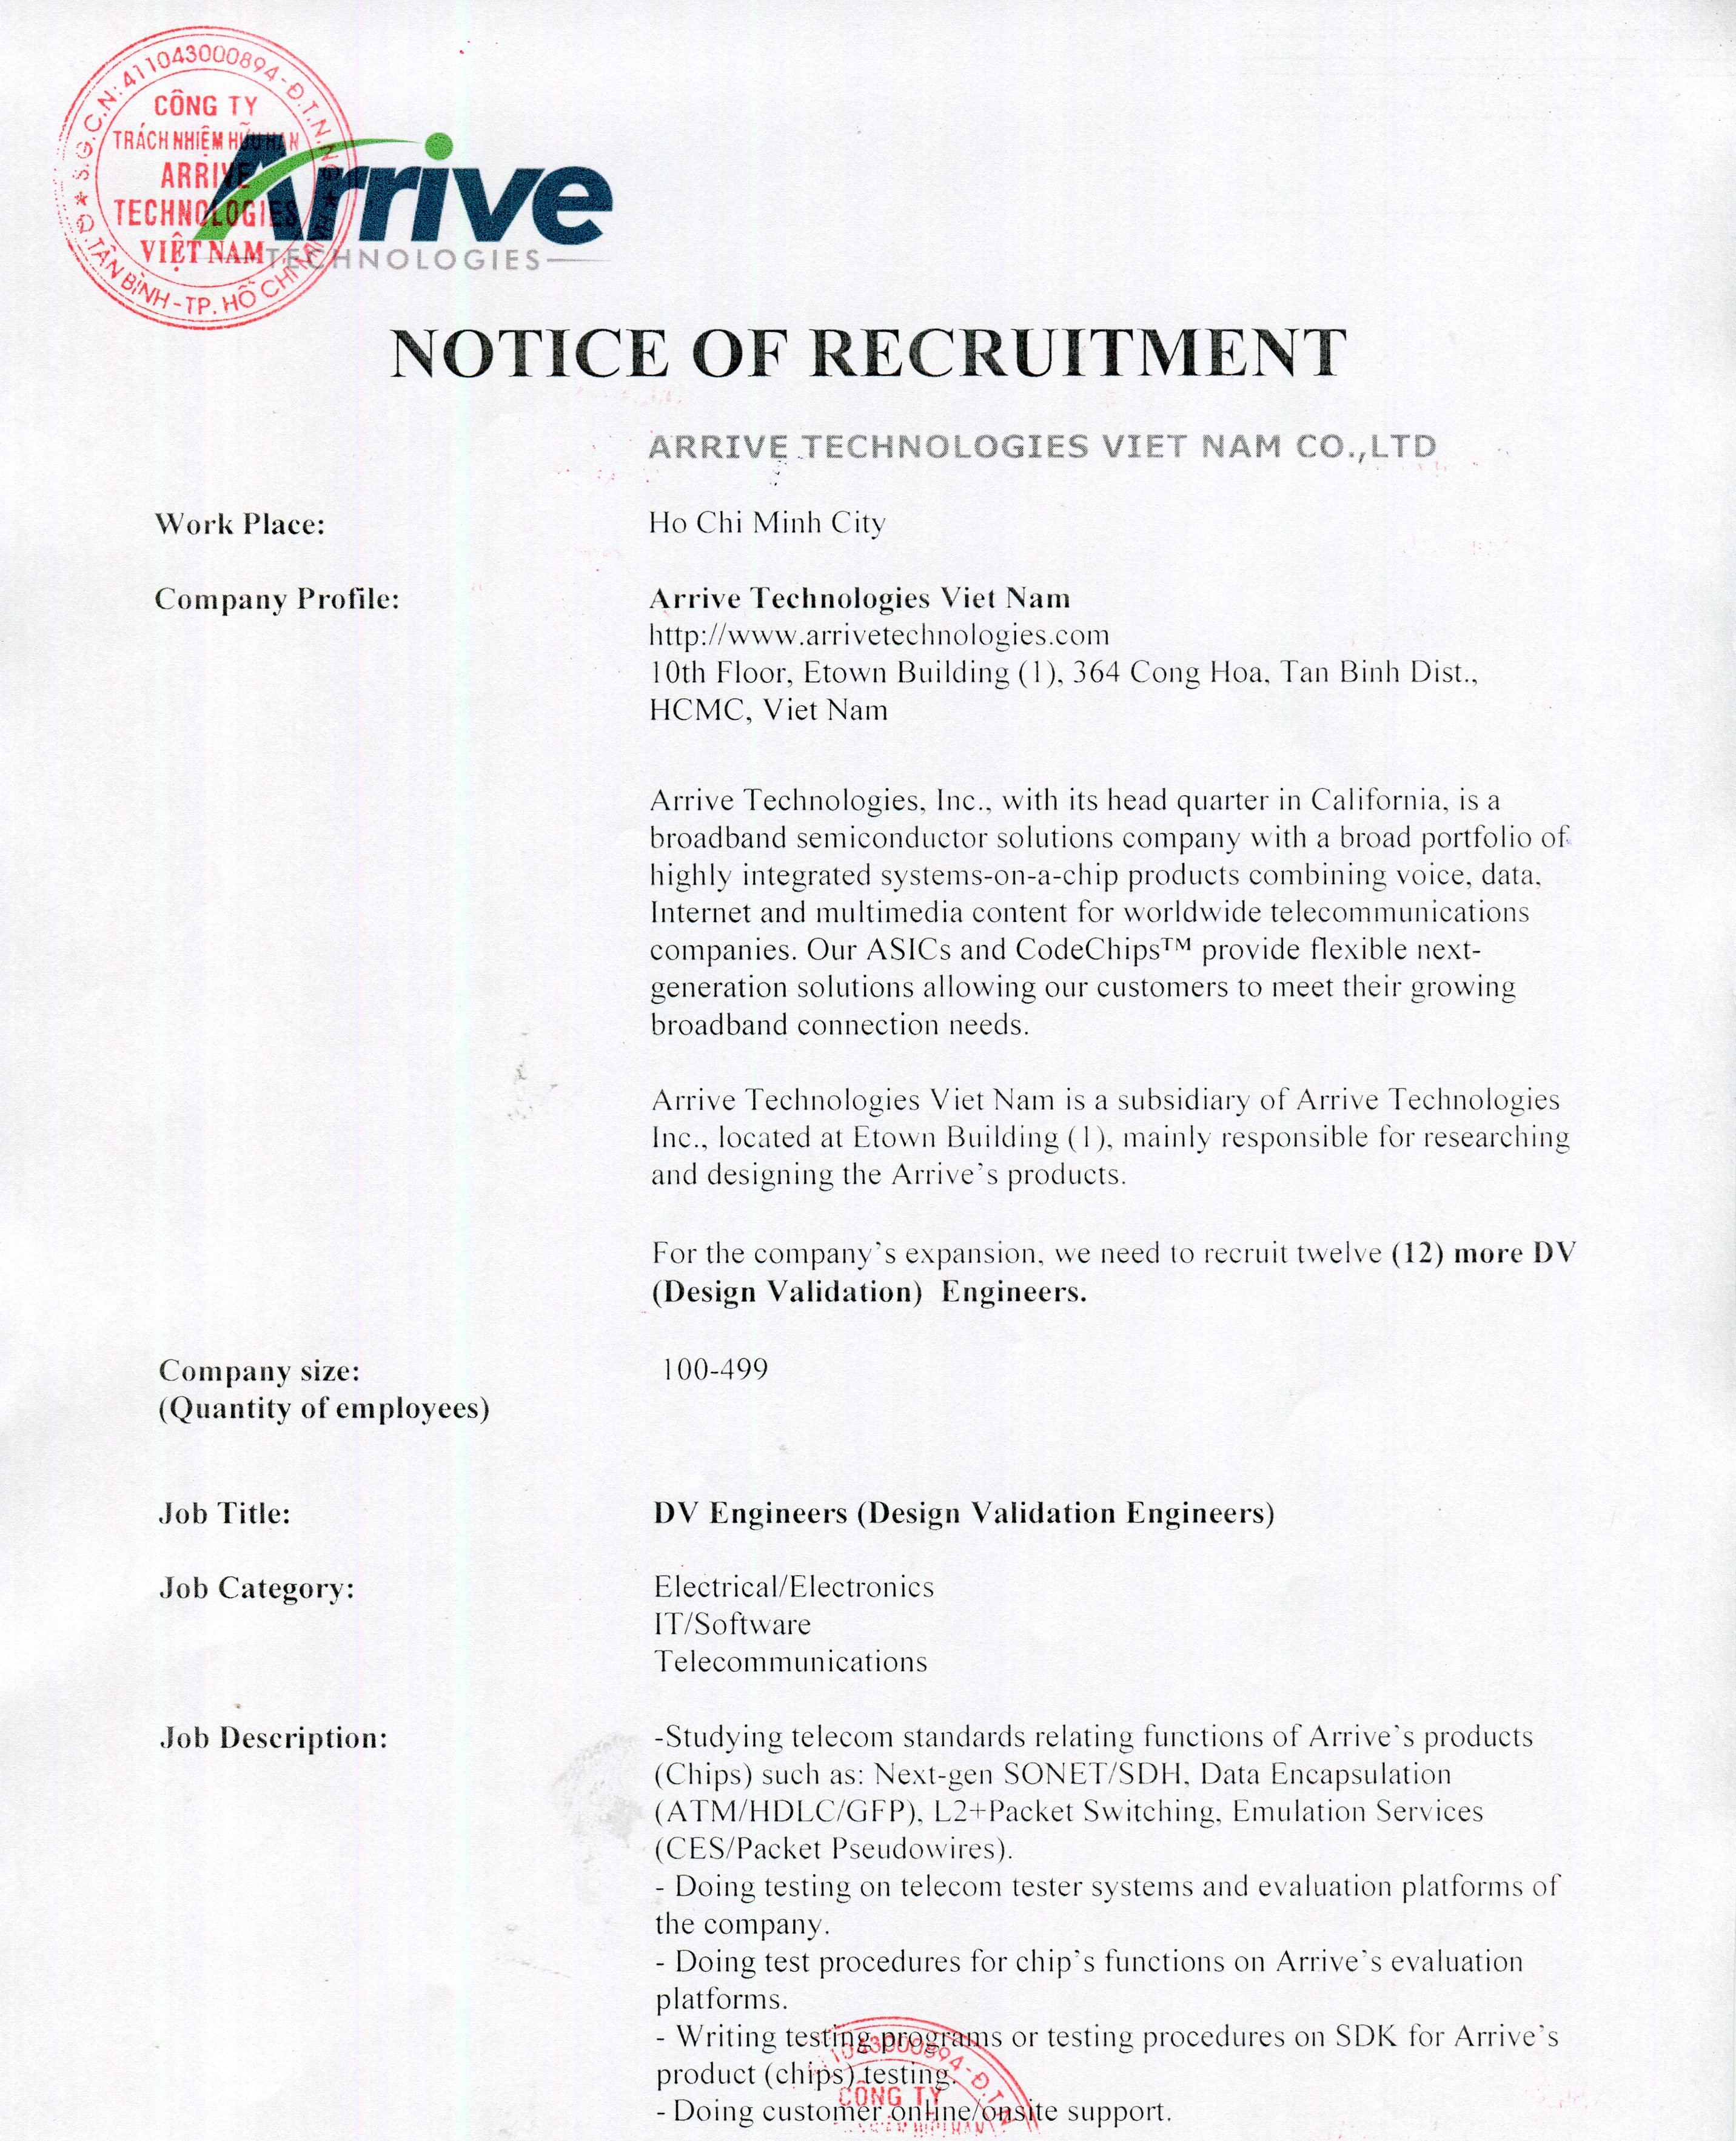 S.G.C.N: 411043000894-Đ.T.N.N
CÔNG TY
TRÁCH NHIỆM HỮU HẠN
ARRIVE
TECHNOLOGIES
VIỆT NAM
Q. TÂN BÌNH - TP. HỒ CHÍ MINH
Arrive
TECHNOLOGIES
NOTICE OF RECRUITMENT
ARRIVE TECHNOLOGIES VIET NAM CO.,LTD
Work Place: Ho Chi Minh City
Company Profile: Arrive Technologies Viet Nam
http://www.arrivetechnologies.com
10th Floor, Etown Building (1), 364 Cong Hoa, Tan Binh Dist.,
HCMC, Viet Nam
Arrive Technologies, Inc., with its head quarter in California, is a
broadband semiconductor solutions company with a broad portfolio of
highly integrated systems-on-a-chip products combining voice, data,
Internet and multimedia content for worldwide telecommunications
companies. Our ASICs and CodeChips™ provide flexible next-
generation solutions allowing our customers to meet their growing
broadband connection needs.
Arrive Technologies Viet Nam is a subsidiary of Arrive Technologies
Inc., located at Etown Building (1), mainly responsible for researching
and designing the Arrive's products.
For the company's expansion, we need to recruit twelve (12) more DV
(Design Validation) Engineers.
Company size: 100-499
(Quantity of employees)
Job Title: DV Engineers (Design Validation Engineers)
Job Category: Electrical/Electronics
IT/Software
Telecommunications
Job Description: -Studying telecom standards relating functions of Arrive's products
(Chips) such as: Next-gen SONET/SDH, Data Encapsulation
(ATM/HDLC/GFP), L2+Packet Switching, Emulation Services
(CES/Packet Pseudowires).
- Doing testing on telecom tester systems and evaluation platforms of
the company.
- Doing test procedures for chip's functions on Arrive's evaluation
platforms.
- Writing testing programs or testing procedures on SDK for Arrive's
product (chips) testing.
- Doing customer online/onsite support.
411043000894-Đ.T.N
CÔNG TY